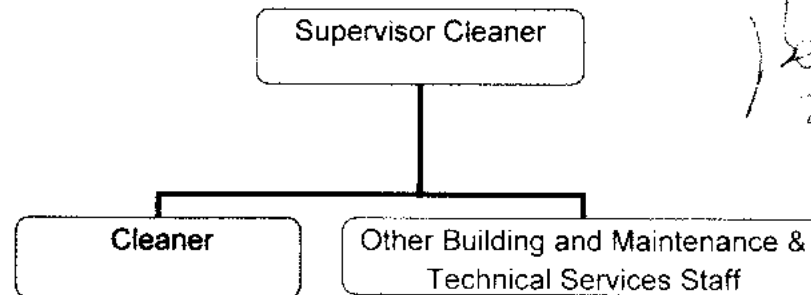 Supervisor Cleaner
Cleaner
Other Building and Maintenance &
Technical Services Staff